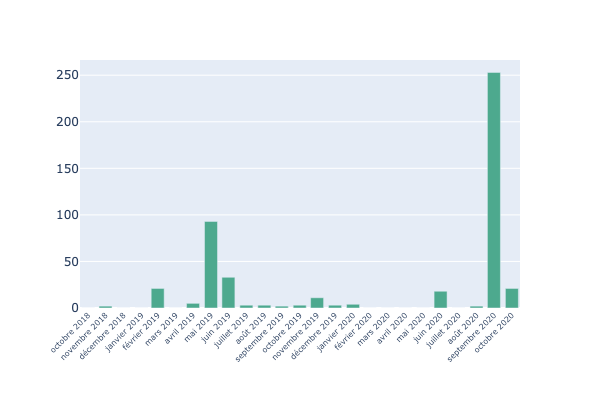 250
200
150
100
50
0
octobre 2018
novembre 2018
décembre 2018
janvier 2019
février 2019
mars 2019
avril 2019
mai 2019
juin 2019
juillet 2019
août 2019
septembre 2019
octobre 2019
novembre 2019
décembre 2019
janvier 2020
février 2020
mars 2020
avril 2020
mai 2020
juin 2020
juillet 2020
août 2020
septembre 2020
octobre 2020